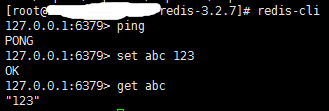 [root@ redis-3.2.7]# redis-cli
127.0.0.1:6379> ping
PONG
127.0.0.1:6379> set abc 123
OK
127.0.0.1:6379> get abc
"123"